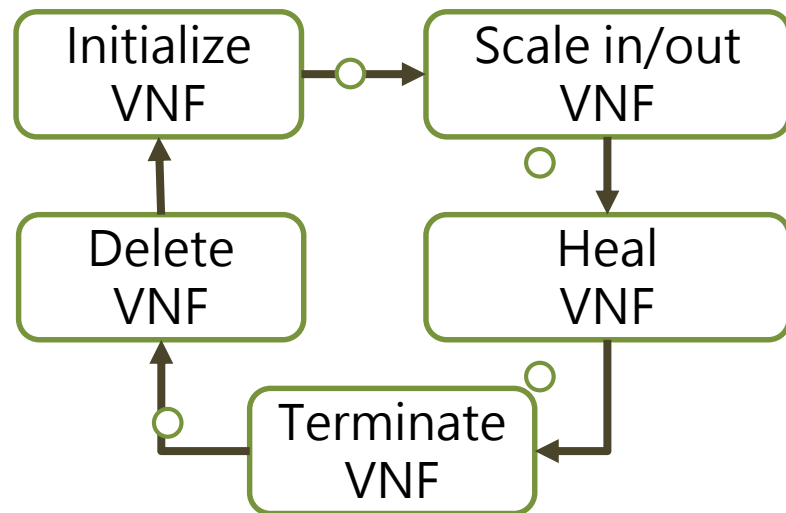 Initialize
VNF
Scale in/out
VNF
Heal
VNF
Terminate
VNF
Delete
VNF